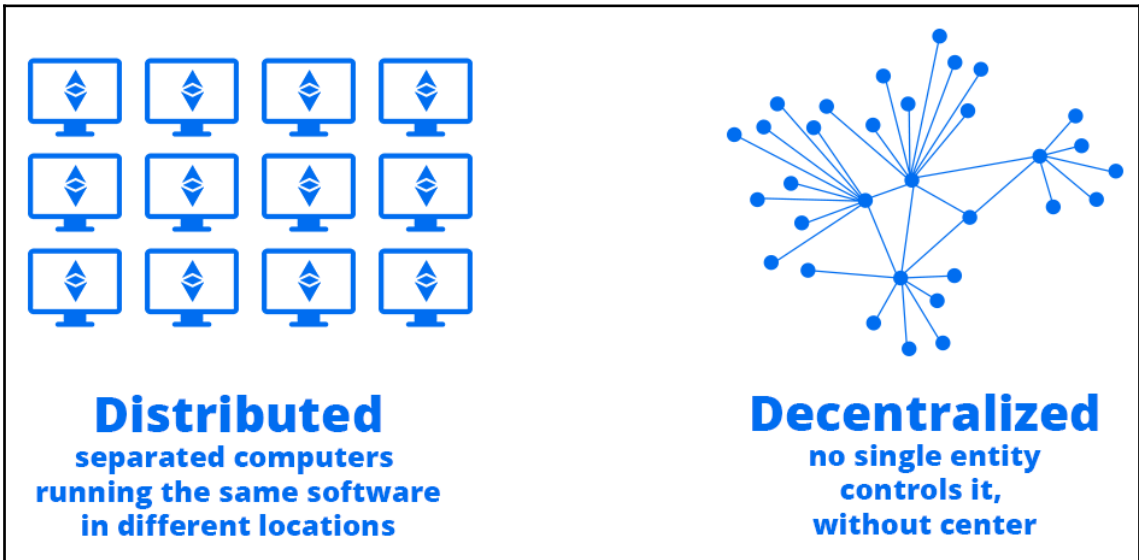 Distributed
separated computers
running the same software
in different locations
Decentralized
no single entity
controls it,
without center